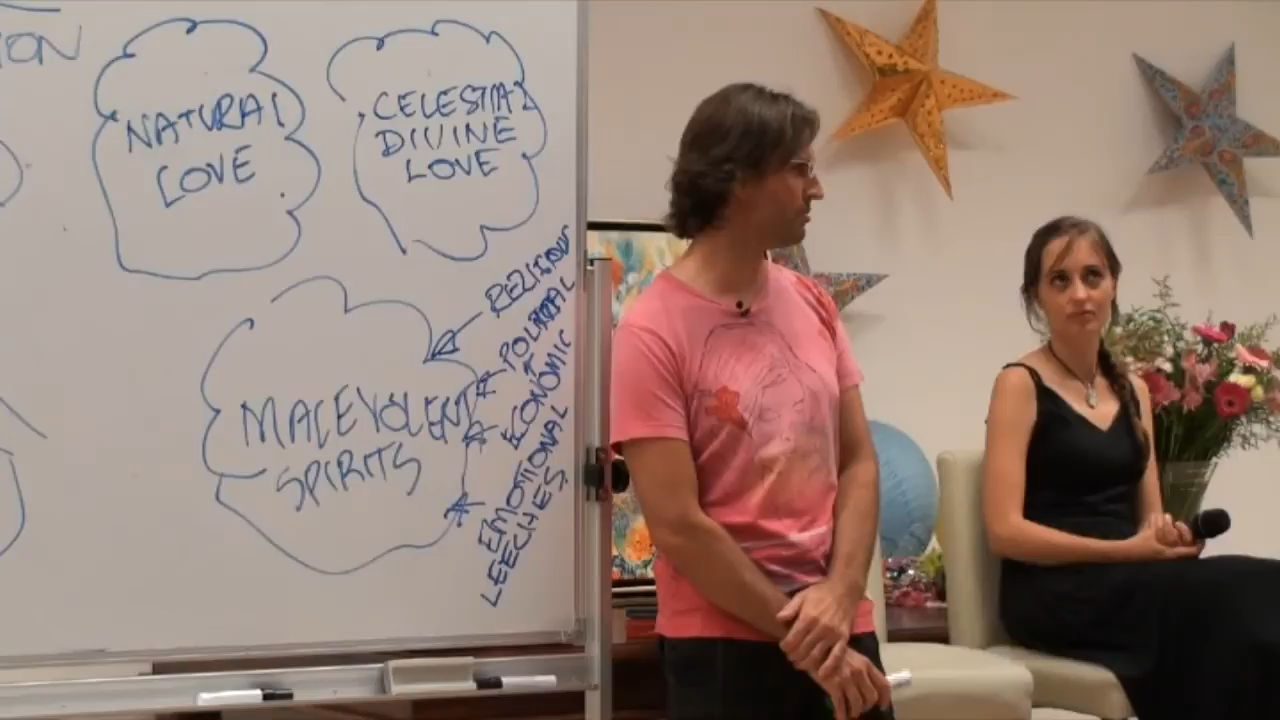 ION
NATURAL
LOVE
CELESTIAL
DIVINE
LOVE
MALEVOLENT
SPIRITS
RELIGIOUS
POLITICAL
ECONOMIC
EMOTIONAL
LEECHES